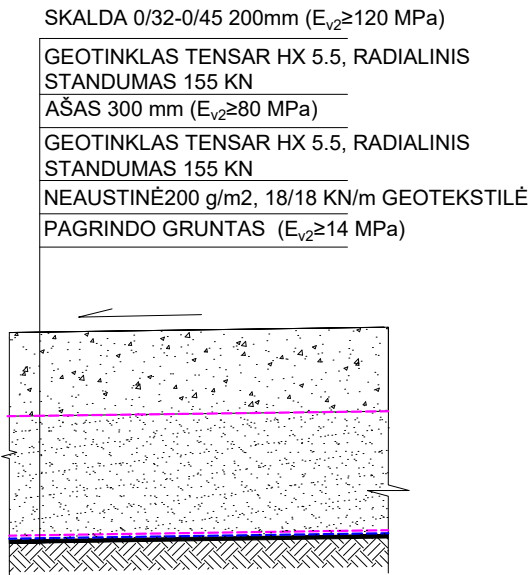 SKALDA 0/32-0/45 200mm (Ev2≥120 MPa)
GEOTINKLAS TENSAR HX 5.5, RADIALINIS
STANDUMAS 155 KN
AŠAS 300 mm (Ev2≥80 MPa)
GEOTINKLAS TENSAR HX 5.5, RADIALINIS
STANDUMAS 155 KN
NEAUSTINĖ200 g/m2, 18/18 KN/m GEOTEKSTILĖ
PAGRINDO GRUNTAS (Ev2≥14 MPa)